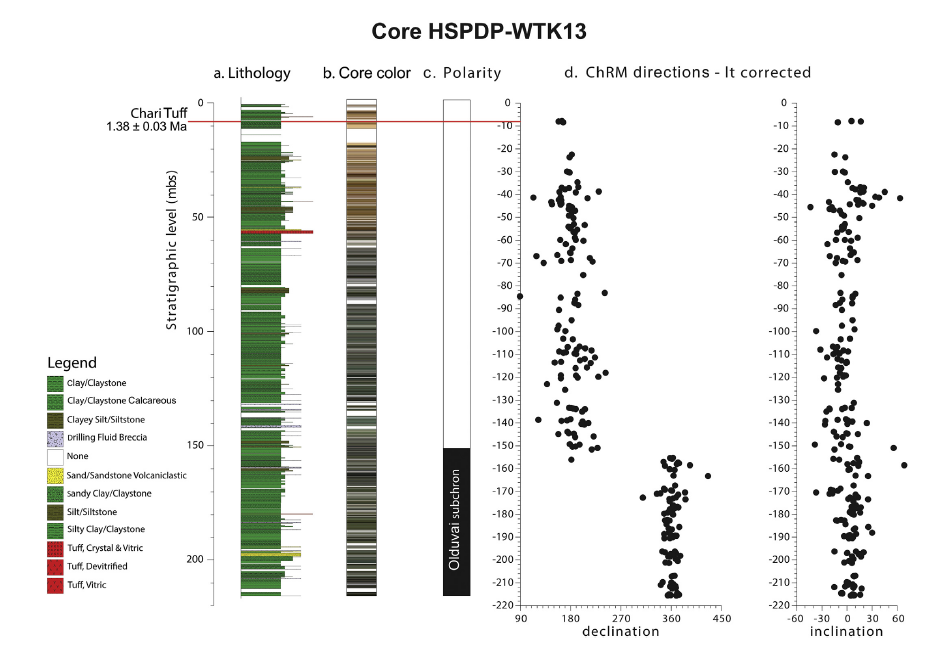 Core HSPDP-WTK13
a. Lithology
b. Core color
c. Polarity
d. ChRM directions - lt corrected
Chari Tuff
1.38 ± 0.03 Ma
Stratigraphic level (mbs)
0
50
100
150
200
Olduvai subchron
0
-10
-20
-30
-40
-50
-60
-70
-80
-90
-100
-110
-120
-130
-140
-150
-160
-170
-180
-190
-200
-210
-220
90
180
270
360
450
declination
0
-10
-20
-30
-40
-50
-60
-70
-80
-90
-100
-110
-120
-130
-140
-150
-160
-170
-180
-190
-200
-210
-220
-60
-30
0
30
60
inclination
Legend
Clay/Claystone
Clay/Claystone Calcareous
Clayey Silt/Siltstone
Drilling Fluid Breccia
None
Sand/Sandstone Volcaniclastic
Sandy Clay/Claystone
Silt/Siltstone
Silty Clay/Claystone
Tuff, Crystal & Vitric
Tuff, Devitrified
Tuff, Vitric